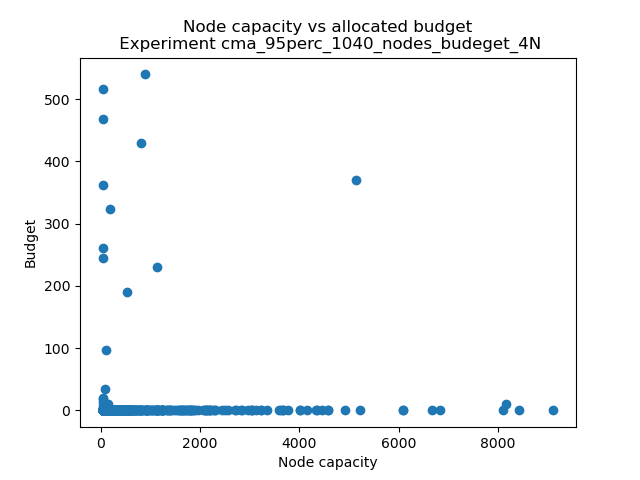 Node capacity vs allocated budget
Experiment cma_95perc_1040_nodes_budeget_4N
500
400
300
200
100
0
Budget
0 2000 4000 6000 8000
Node capacity